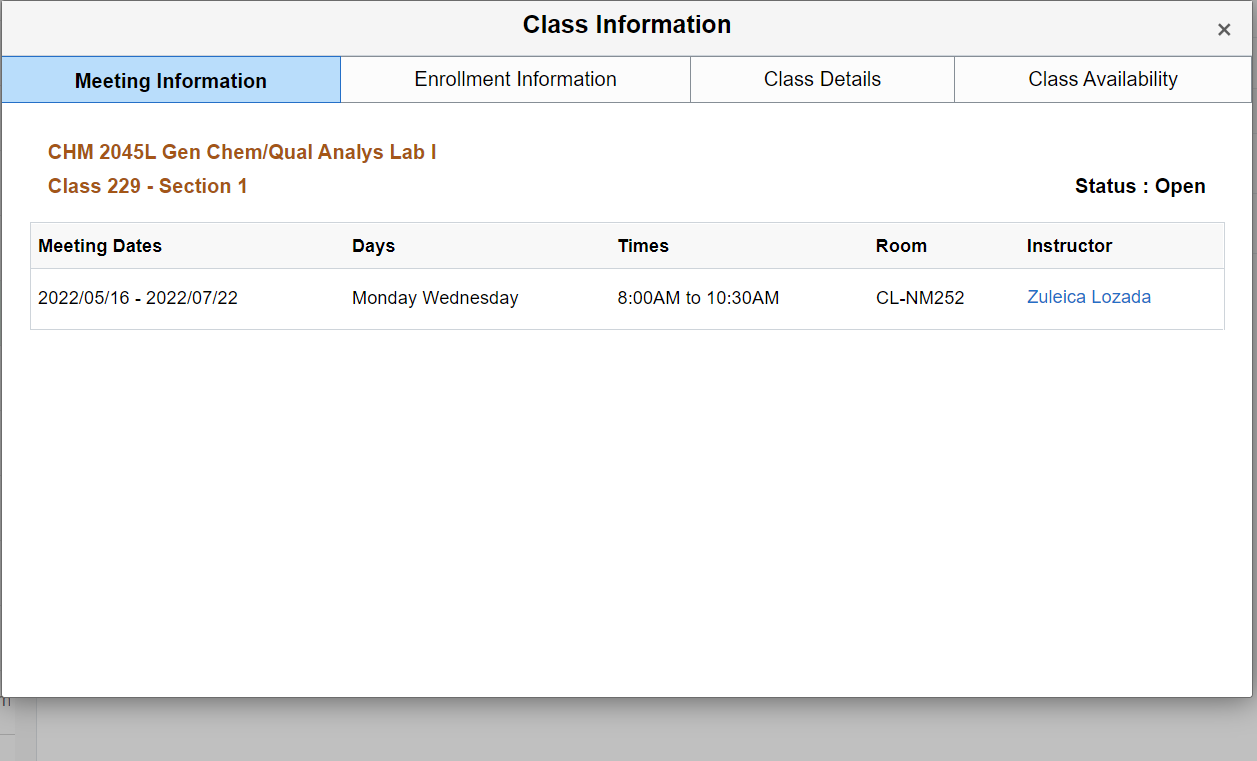 Class Information
×
Meeting Information Enrollment Information Class Details Class Availability
CHM 2045L Gen Chem/Qual Analys Lab I
Class 229 - Section 1
Status : Open
Meeting Dates Days Times Room Instructor
2022/05/16 - 2022/07/22 Monday Wednesday 8:00AM to 10:30AM CL-NM252 Zuleica Lozada